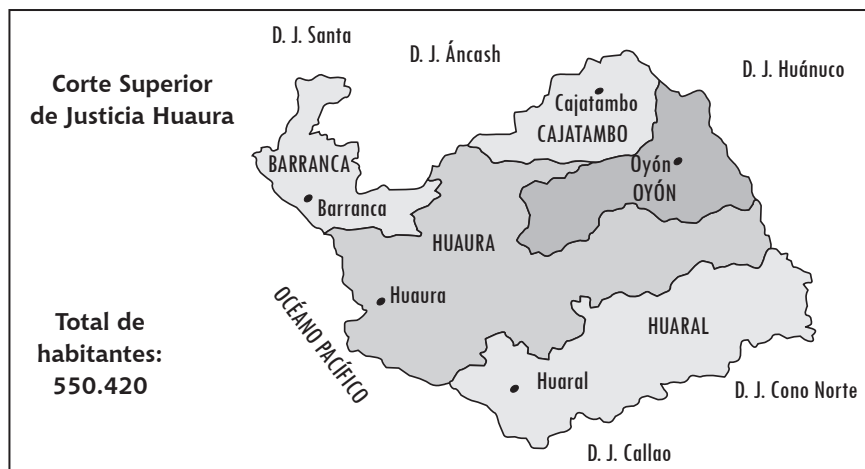 D. J. Santa
D. J. Áncash
D. J. Huánuco
Corte Superior
de Justicia Huaura
Cajatambo
CAJATAMBO
BARRANCA
Barranca
Oyón
OYÓN
HUAURA
Huaura
OCÉANO PACÍFICO
Total de
habitantes:
550.420
HUARAL
Huaral
D. J. Cono Norte
D. J. Callao